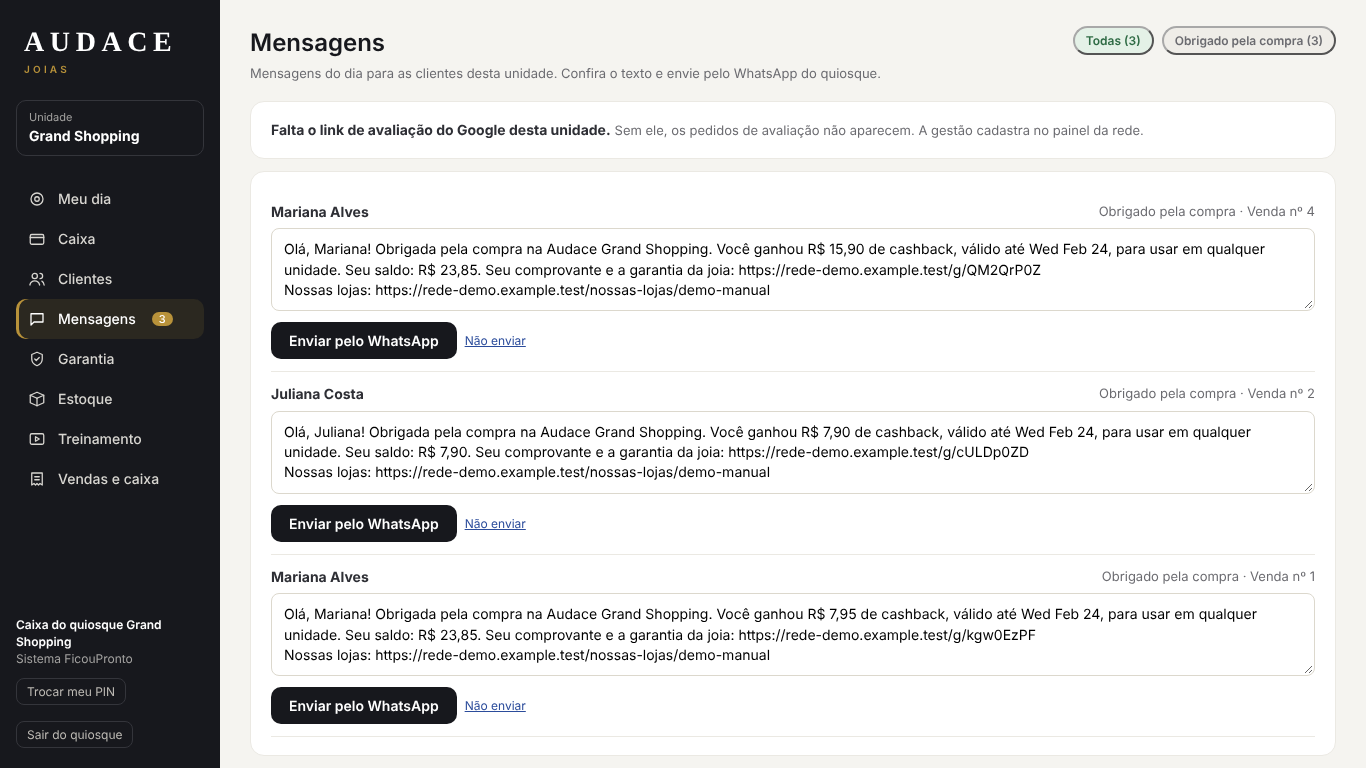 AUDACE
JOIAS
Unidade
Grand Shopping
Meu dia
Caixa
Clientes
Mensagens 3
Garantia
Estoque
Treinamento
Vendas e caixa
Caixa do quiosque Grand
Shopping
Sistema FicouPronto
Trocar meu PIN
Sair do quiosque
Mensagens
Todas (3)
Obrigado pela compra (3)
Mensagens do dia para as clientes desta unidade. Confira o texto e envie pelo WhatsApp do quiosque.
Falta o link de avaliação do Google desta unidade. Sem ele, os pedidos de avaliação não aparecem. A gestão cadastra no painel da rede.
Mariana Alves
Obrigado pela compra · Venda nº 4
Olá, Mariana! Obrigada pela compra na Audace Grand Shopping. Você ganhou R$ 15,90 de cashback, válido até Wed Feb 24, para usar em qualquer
unidade. Seu saldo: R$ 23,85. Seu comprovante e a garantia da joia: https://rede-demo.example.test/g/QM2QrP0Z
Nossas lojas: https://rede-demo.example.test/nossas-lojas/demo-manual
Enviar pelo WhatsApp
Não enviar
Juliana Costa
Obrigado pela compra · Venda nº 2
Olá, Juliana! Obrigada pela compra na Audace Grand Shopping. Você ganhou R$ 7,90 de cashback, válido até Wed Feb 24, para usar em qualquer
unidade. Seu saldo: R$ 7,90. Seu comprovante e a garantia da joia: https://rede-demo.example.test/g/cULDp0ZD
Nossas lojas: https://rede-demo.example.test/nossas-lojas/demo-manual
Enviar pelo WhatsApp
Não enviar
Mariana Alves
Obrigado pela compra · Venda nº 1
Olá, Mariana! Obrigada pela compra na Audace Grand Shopping. Você ganhou R$ 7,95 de cashback, válido até Wed Feb 24, para usar em qualquer
unidade. Seu saldo: R$ 23,85. Seu comprovante e a garantia da joia: https://rede-demo.example.test/g/kgw0EzPF
Nossas lojas: https://rede-demo.example.test/nossas-lojas/demo-manual
Enviar pelo WhatsApp
Não enviar